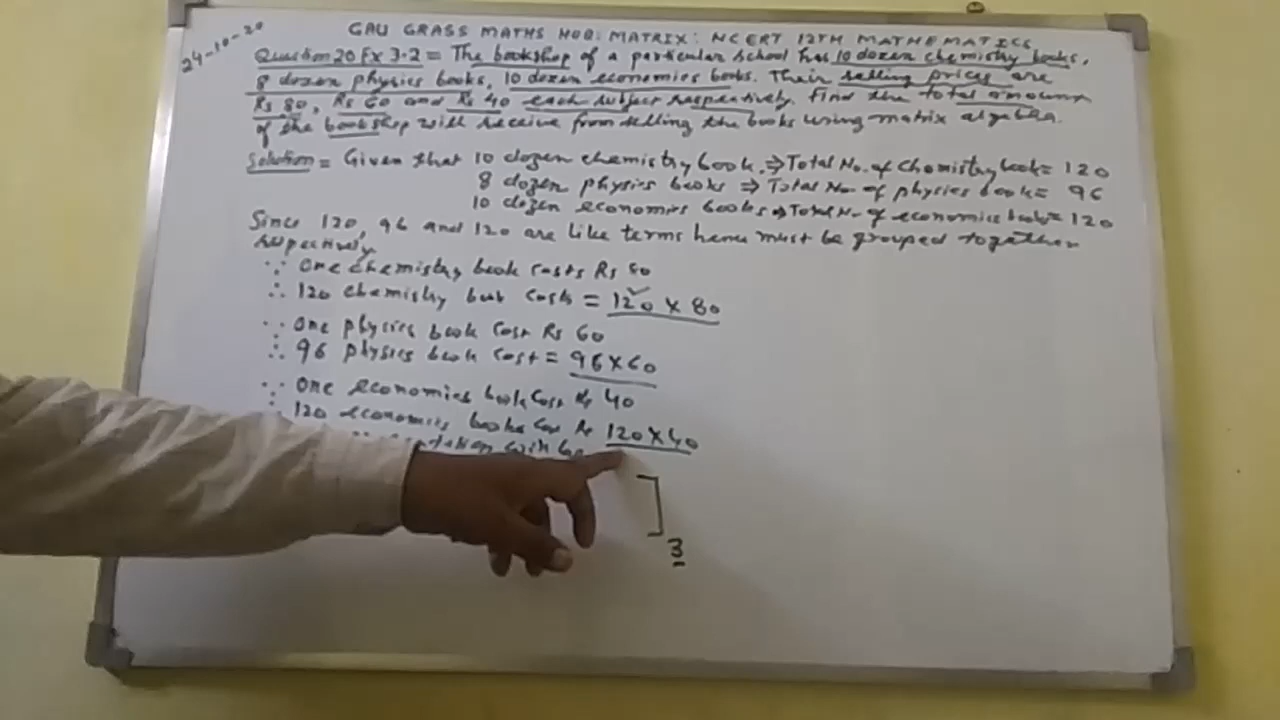 24-10-20
GAU GRASS MATHS HUB: MATRIX: NCERT 12TH MATHEMATICS
Question 20 Ex 3.2 = The bookshop of a particular school has 10 dozen chemistry books,
8 dozen physics books, 10 dozen economics books. Their selling prices are
Rs 80, Rs 60 and Rs 40 each subject respectively. Find the total amount
of the bookshop will receive from selling the books using matrix algebra.
Solution = Given that 10 dozen chemistry book, ⇒ Total No. of Chemistry book = 120
8 dozen physics books ⇒ Total No. of physics book = 96
10 dozen economics books ⇒ Total No. of economics book = 120
Since 120, 96 and 120 are like terms hence must be grouped together
respectively.
∵ One chemistry book costs Rs 80
∴ 120 chemistry book costs = 120 × 80
∵ One physics book cost Rs 60
∴ 96 physics book cost = 96 × 60
∵ One economics book cost Rs 40
∴ 120 economics books cost Rs 120 × 40
]
3